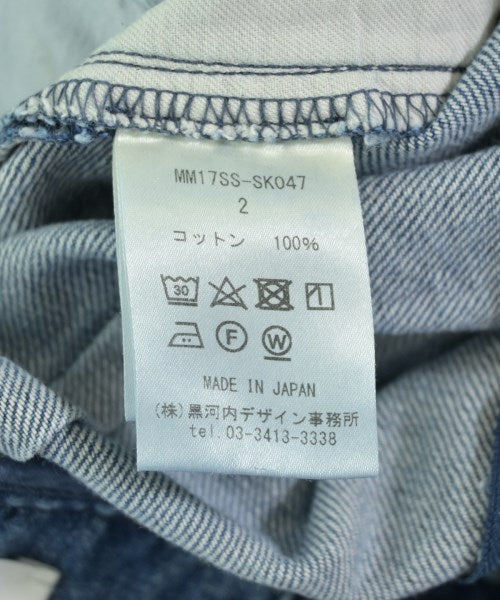 MM17SS-SK047
2
コットン 100%
30
F W
MADE IN JAPAN
(株)黒河内デザイン事務所
tel. 03-3413-3338